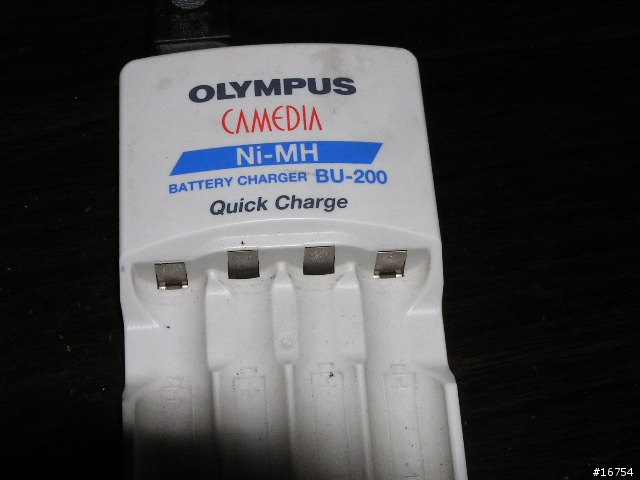 OLYMPUS
CAMEDIA
Ni-MH
BATTERY CHARGER BU-200
Quick Charge
#16754